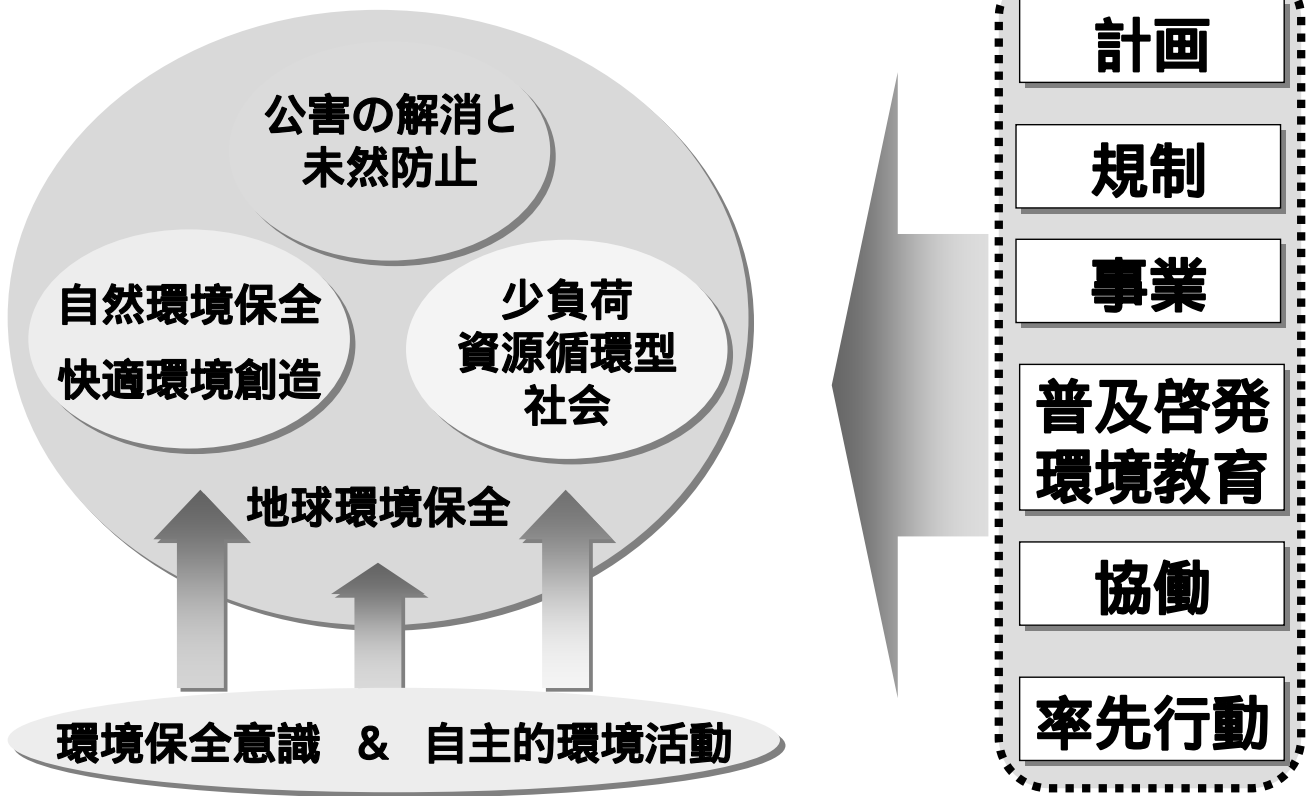 公害の解消と
未然防止
自然環境保全
快適環境創造
少負荷
資源循環型
社会
地球環境保全
環境保全意識 & 自主的環境活動
計画
規制
事業
普及啓発
環境教育
協働
率先行動